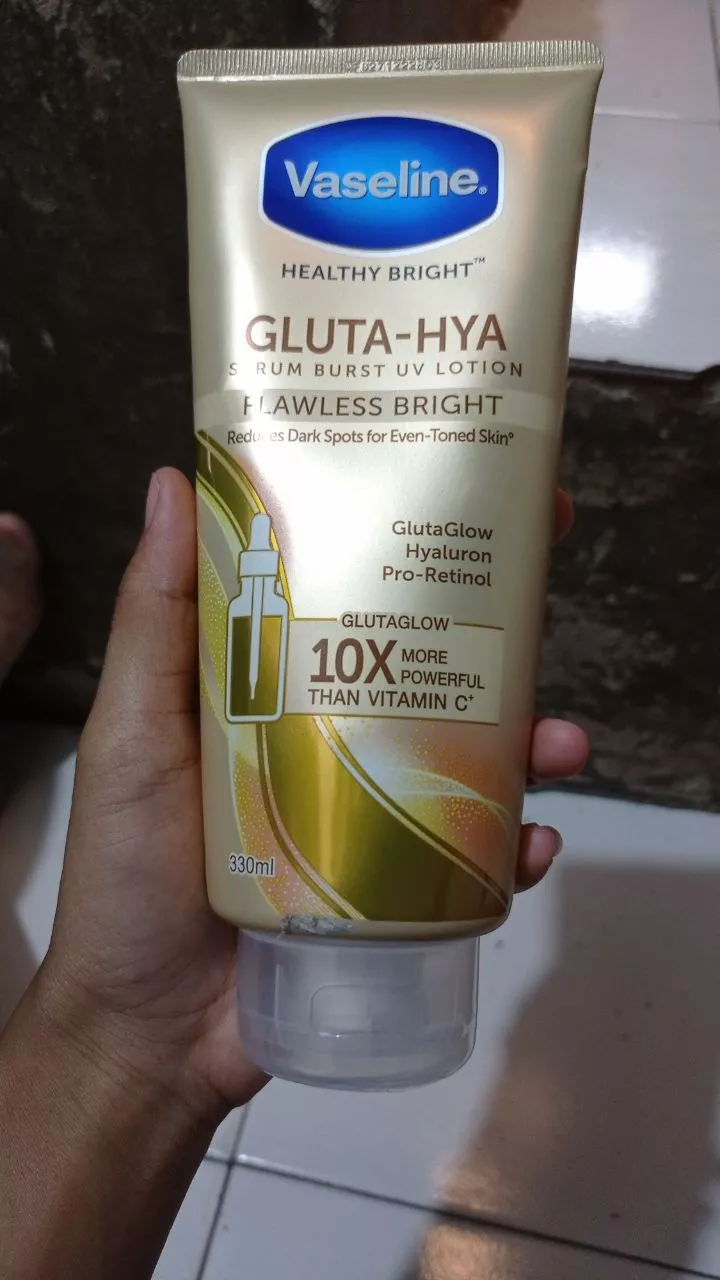 Vaseline®
HEALTHY BRIGHT™
GLUTA-HYA
SERUM BURST UV LOTION
FLAWLESS BRIGHT
Reduces Dark Spots for Even-Toned Skin°
GlutaGlow
Hyaluron
Pro-Retinol
GLUTAGLOW
10X MORE
POWERFUL
THAN VITAMIN C⁺
330ml